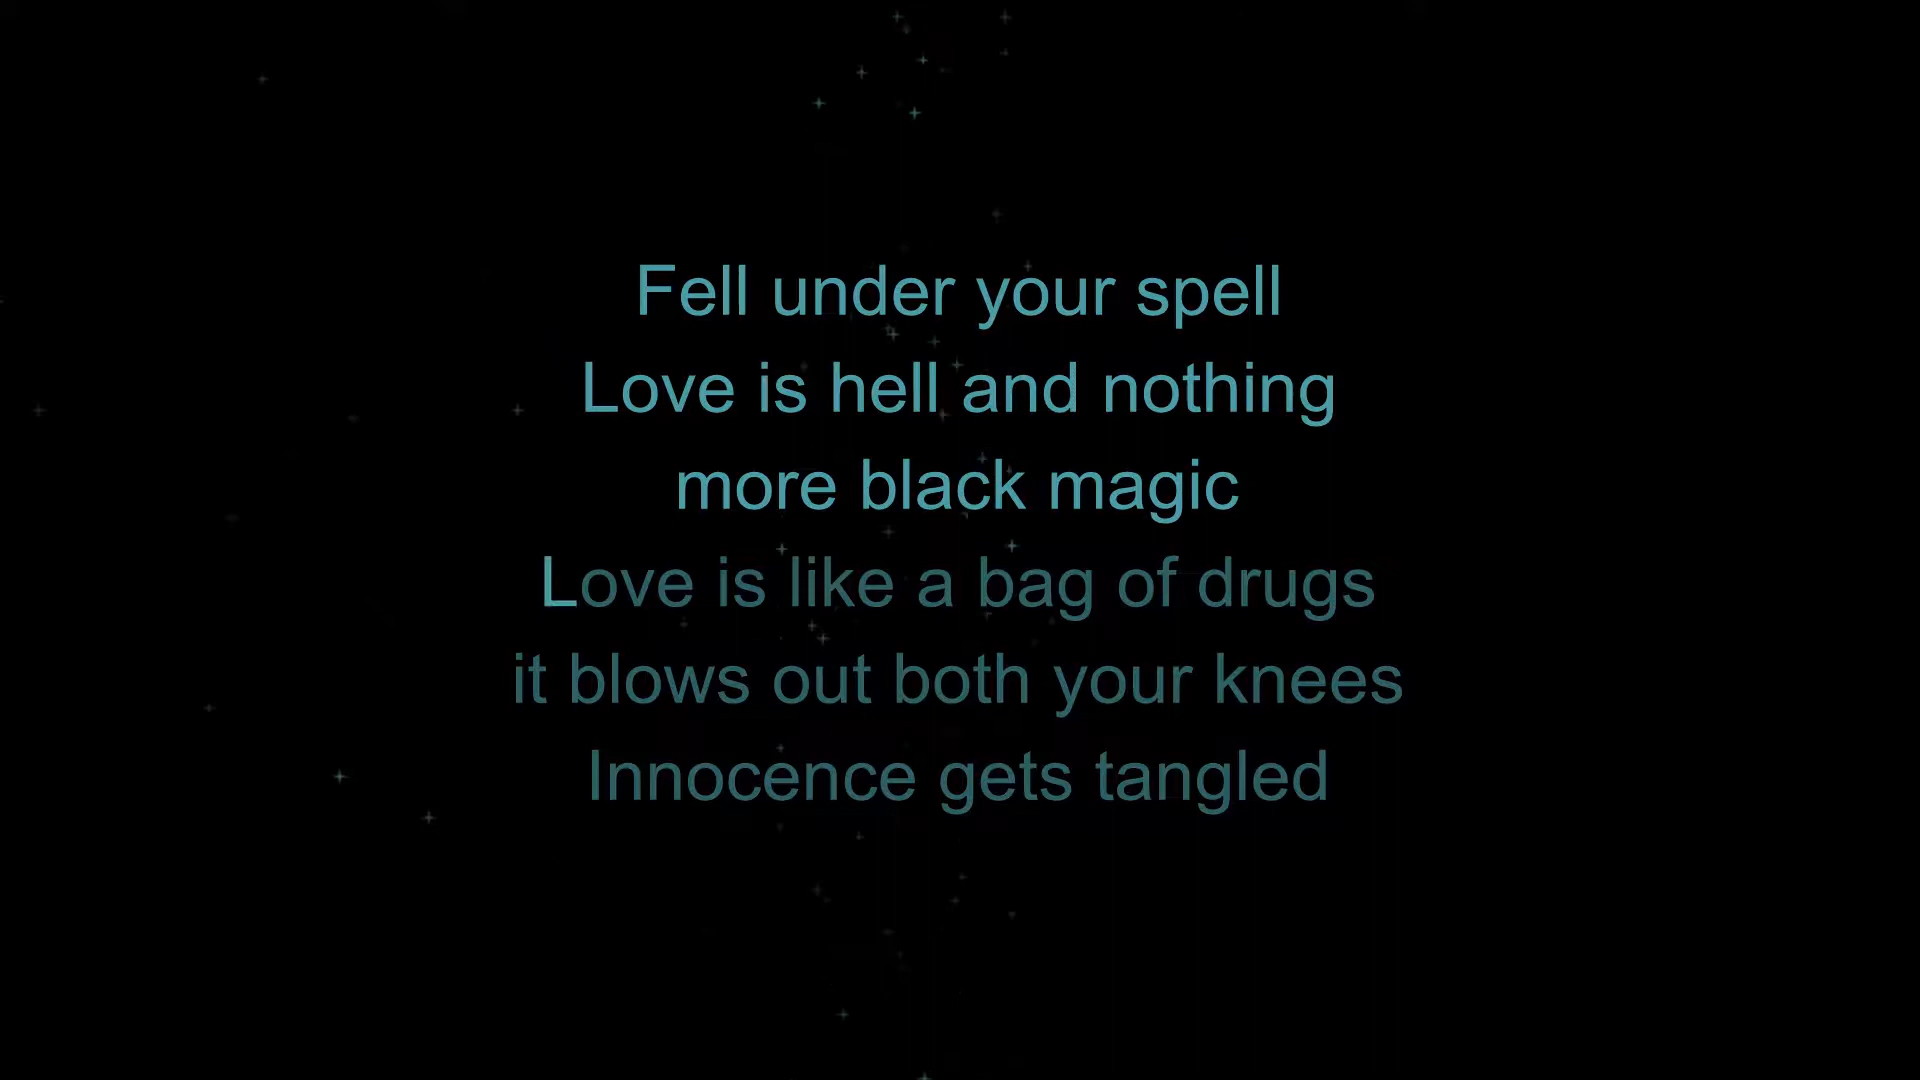 Fell under your spell
Love is hell and nothing
more black magic
Love is like a bag of drugs
it blows out both your knees
Innocence gets tangled